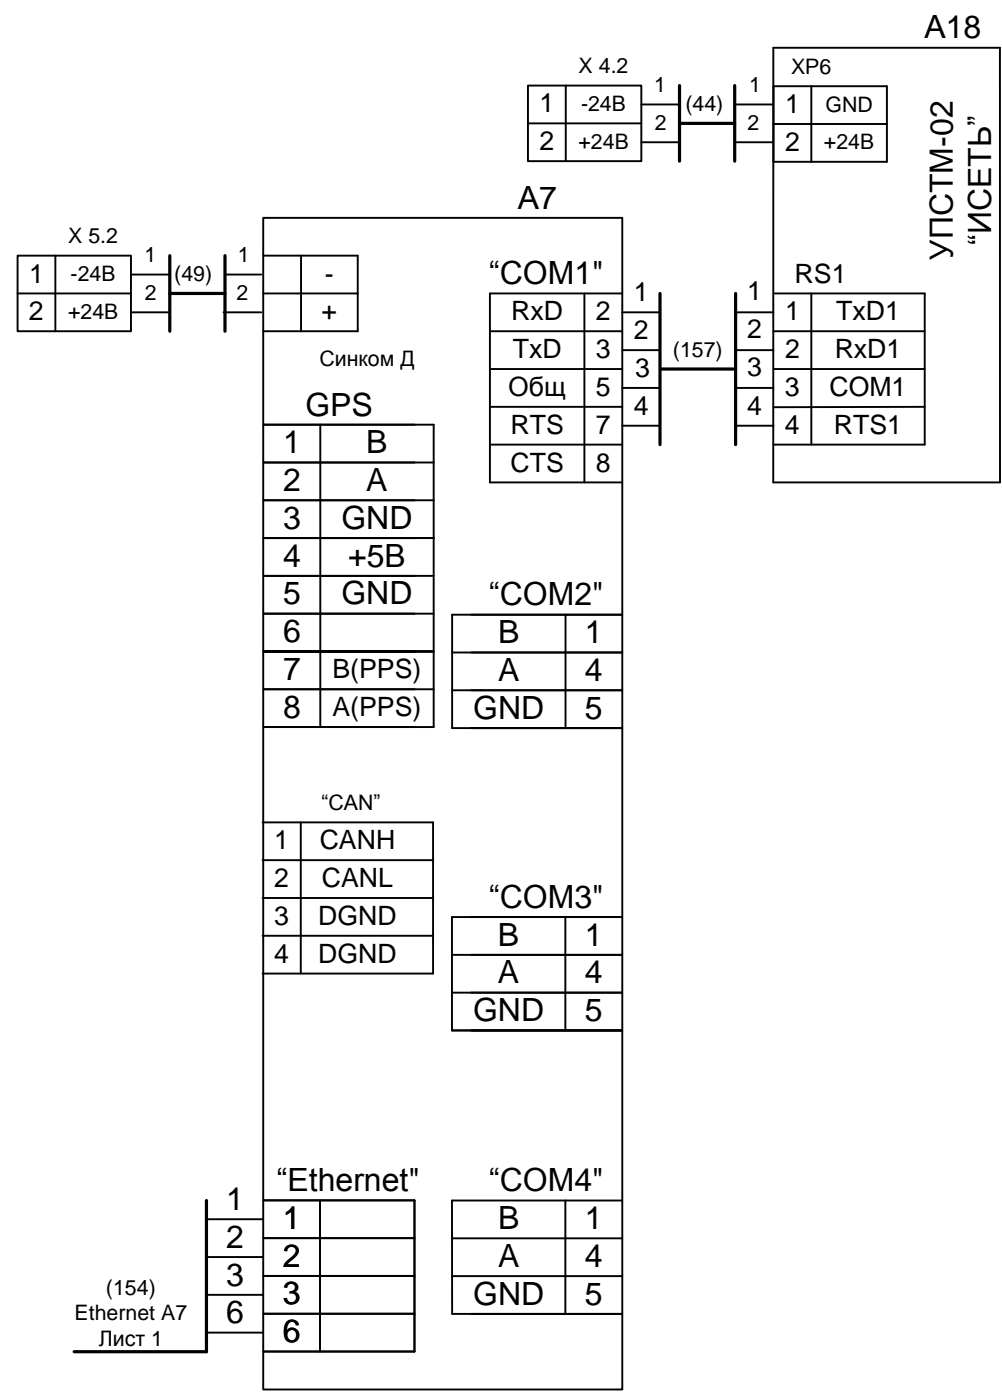 A18
X 4.2
1 -24В
2 +24В
1
2
(44)
1
2
XP6
1 GND
2 +24В
УПСТМ-02
“ИСЕТЬ”
A7
X 5.2
1 -24В
2 +24В
1
2
(49)
1
2
-
+
Синком Д
“COM1"
RxD 2
TxD 3
Общ 5
RTS 7
CTS 8
1
2
3
4
(157)
1
2
3
4
RS1
1 TxD1
2 RxD1
3 COM1
4 RTS1
GPS
1 B
2 A
3 GND
4 +5В
5 GND
6
7 B(PPS)
8 A(PPS)
“COM2"
B 1
A 4
GND 5
“CAN”
1 CANH
2 CANL
3 DGND
4 DGND
“COM3"
B 1
A 4
GND 5
“Ethernet"
1
2
3
6
1
2
3
6
(154)
Ethernet A7
Лист 1
“COM4"
B 1
A 4
GND 5